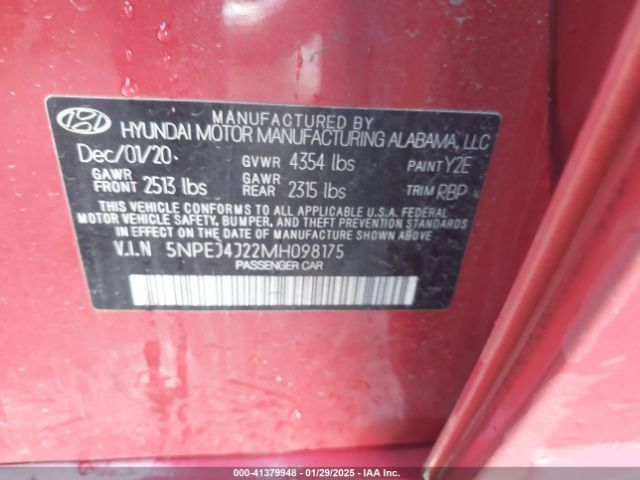 MANUFACTURED BY
HYUNDAI MOTOR MANUFACTURING ALABAMA, LLC
Dec/01/20 GVWR 4354 lbs PAINT Y2E
GAWR FRONT 2513 lbs GAWR REAR 2315 lbs TRIM RBP
THIS VEHICLE CONFORMS TO ALL APPLICABLE U.S.A. FEDERAL
MOTOR VEHICLE SAFETY, BUMPER, AND THEFT PREVENTION STANDARDS
IN EFFECT ON THE DATE OF MANUFACTURE SHOWN ABOVE.
V.I.N 5NPEJ4J22MH098175
PASSENGER CAR
000-41379948 - 01/29/2025 - IAA Inc.